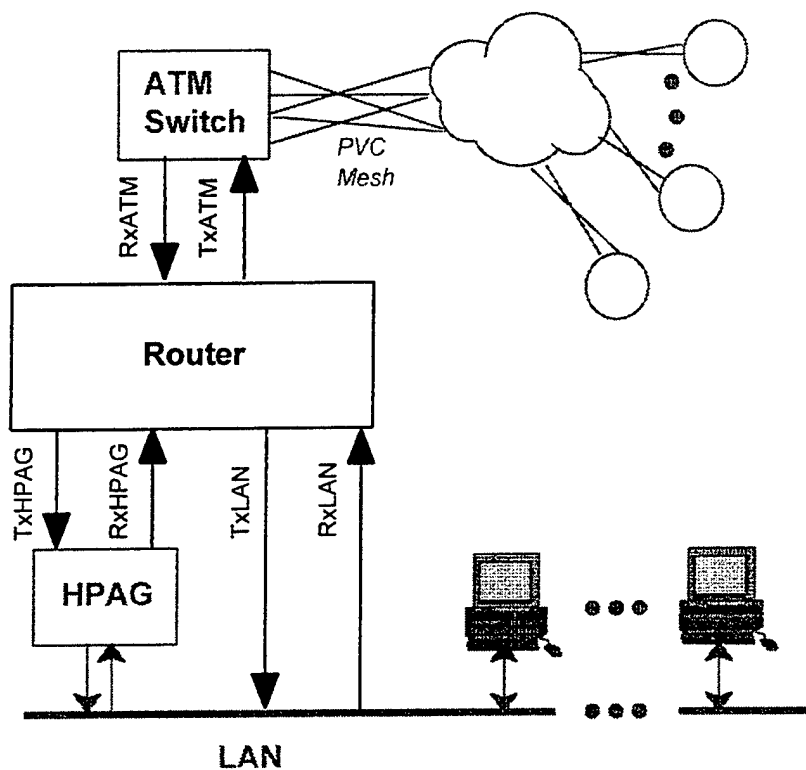 ATM
Switch
PVC
Mesh
RxATM
TxATM
Router
TxHPAG
RxHPAG
TxLAN
RxLAN
HPAG
LAN